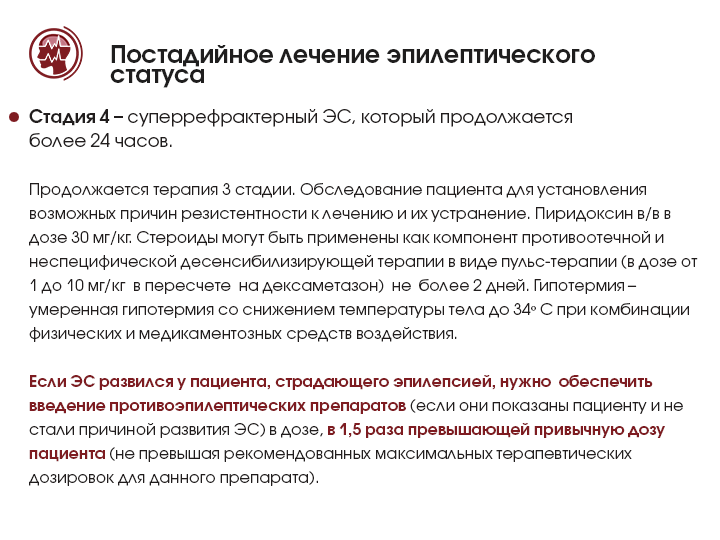 Постадийное лечение эпилептического
статуса
Стадия 4 – суперрефрактерный ЭС, который продолжается
более 24 часов.
Продолжается терапия 3 стадии. Обследование пациента для установления
возможных причин резистентности к лечению и их устранение. Пиридоксин в/в в
дозе 30 мг/кг. Стероиды могут быть применены как компонент противоотечной и
неспецифической десенсибилизирующей терапии в виде пульс-терапии (в дозе от
1 до 10 мг/кг в пересчете на дексаметазон) не более 2 дней. Гипотермия –
умеренная гипотермия со снижением температуры тела до 34º С при комбинации
физических и медикаментозных средств воздействия.
Если ЭС развился у пациента, страдающего эпилепсией, нужно обеспечить
введение противоэпилептических препаратов (если они показаны пациенту и не
стали причиной развития ЭС) в дозе, в 1,5 раза превышающей привычную дозу
пациента (не превышая рекомендованных максимальных терапевтических
дозировок для данного препарата).